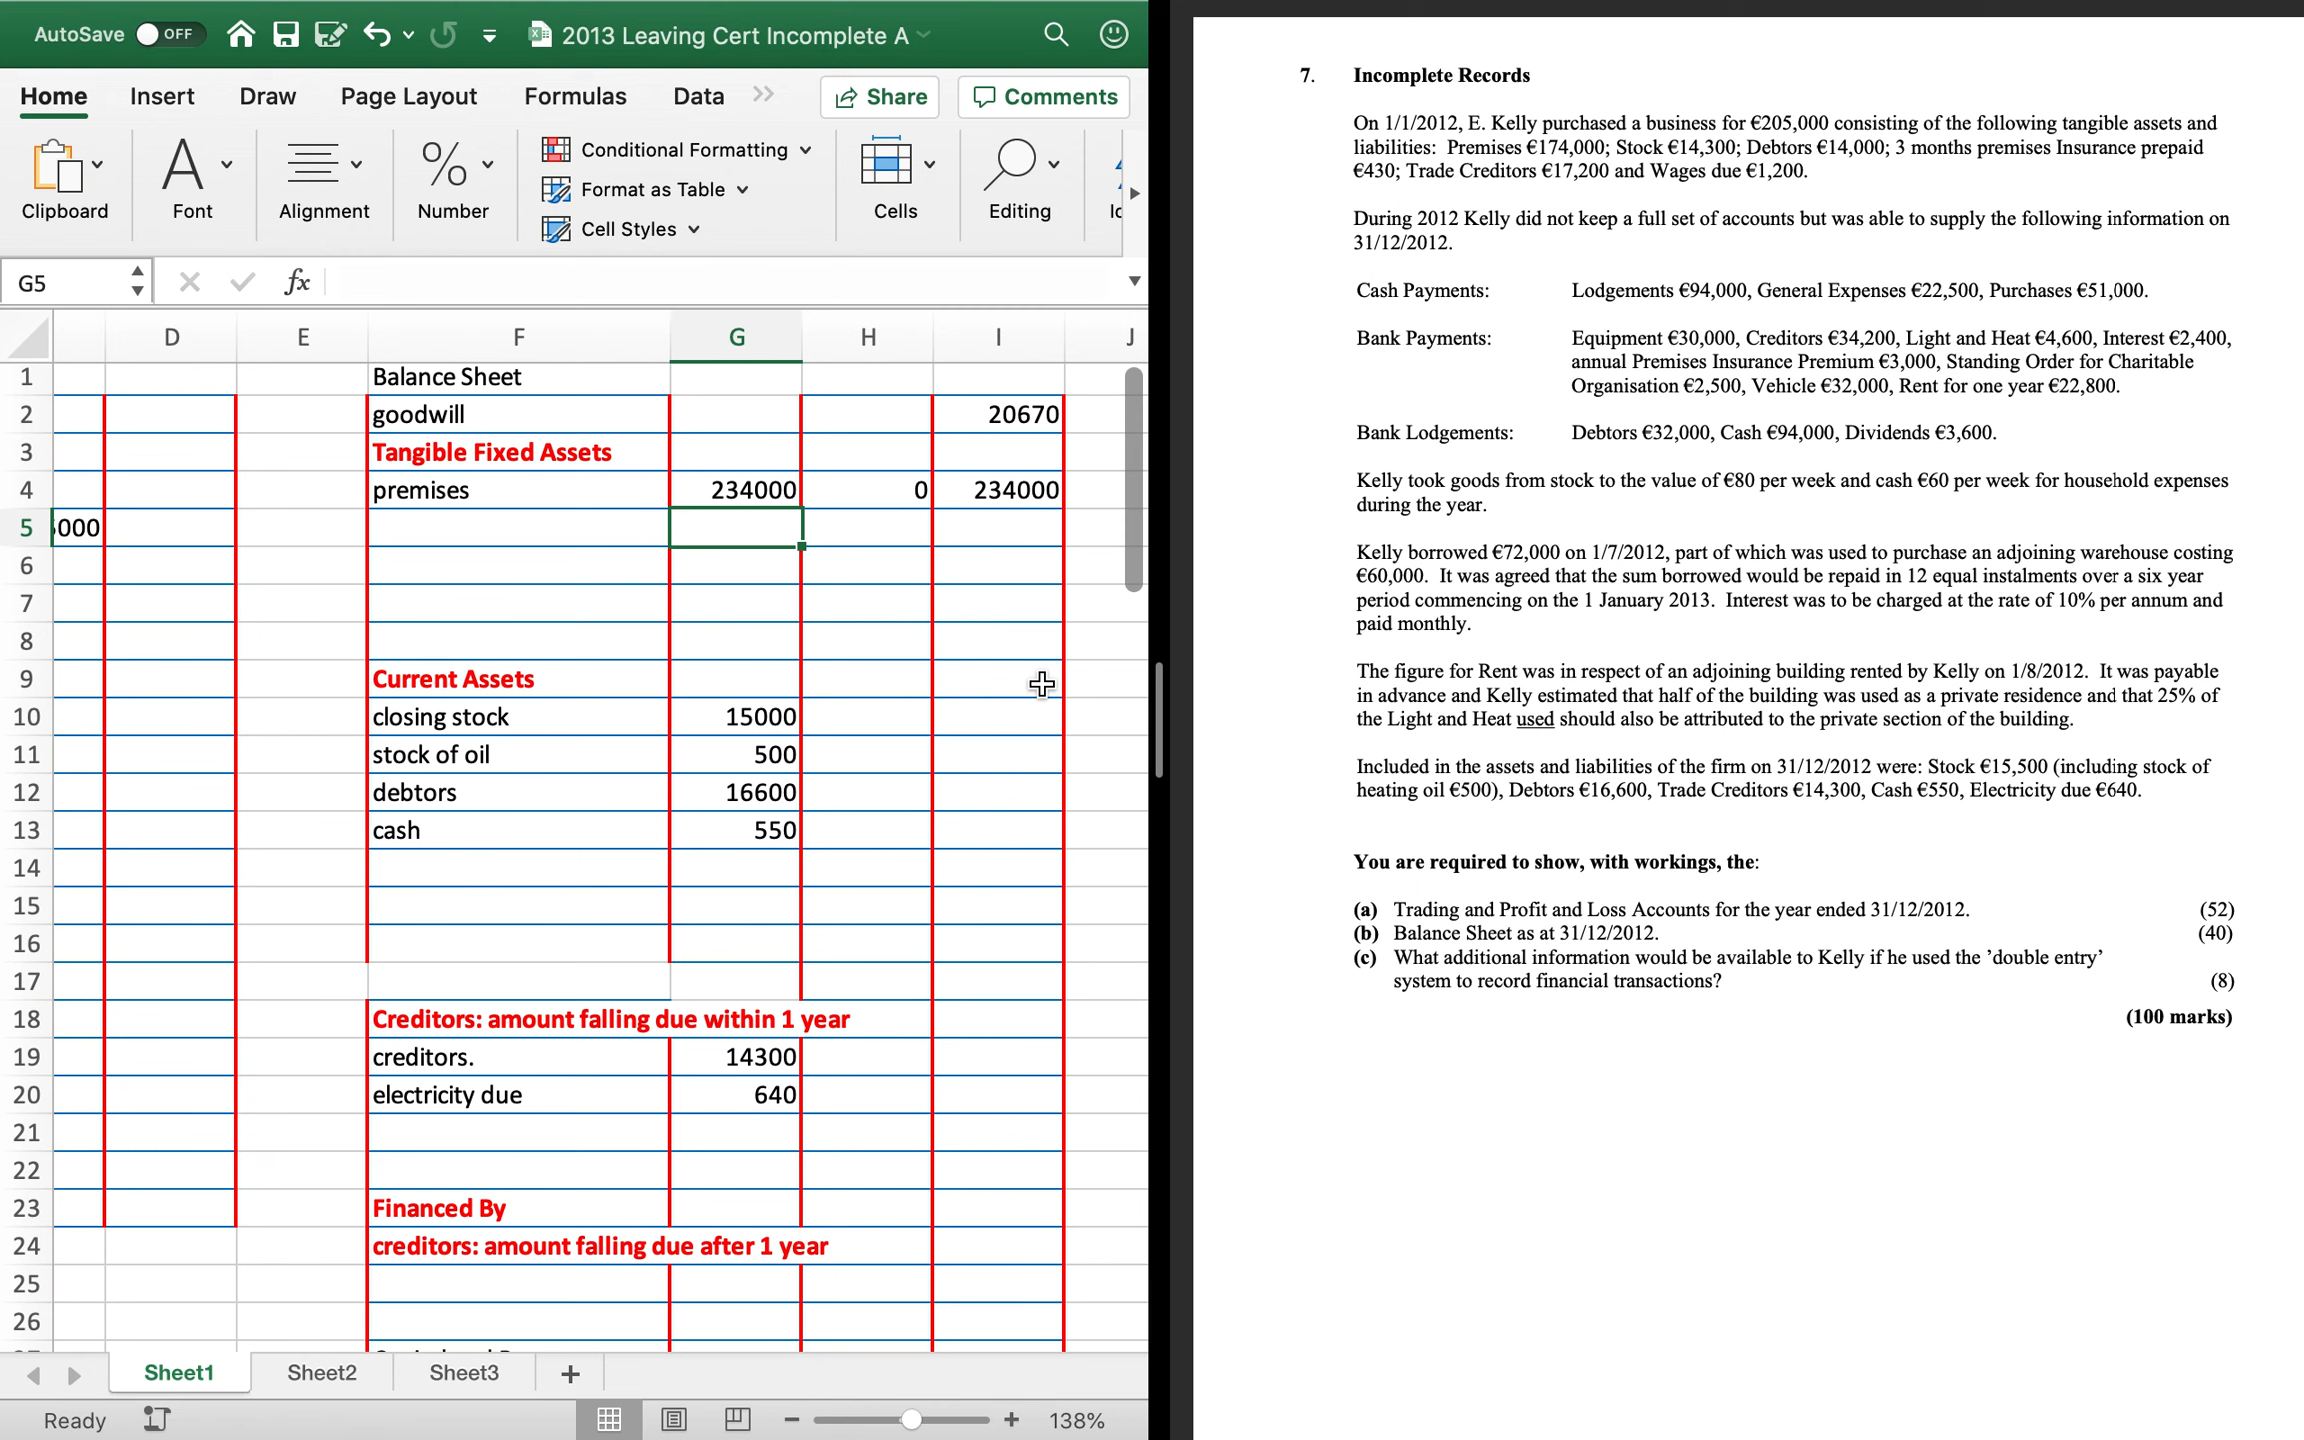 AutoSave OFF 2013 Leaving Cert Incomplete A
Home Insert Draw Page Layout Formulas Data Share Comments
Clipboard Font Alignment Number
Conditional Formatting
Format as Table
Cell Styles
Cells Editing
G5 fx
D E F G H I J
1 Balance Sheet
2 goodwill 20670
3 Tangible Fixed Assets
4 premises 234000 0 234000
5 000
6
7
8
9 Current Assets
10 closing stock 15000
11 stock of oil 500
12 debtors 16600
13 cash 550
14
15
16
17
18 Creditors: amount falling due within 1 year
19 creditors. 14300
20 electricity due 640
21
22
23 Financed By
24 creditors: amount falling due after 1 year
25
26
Sheet1 Sheet2 Sheet3 +
Ready 138%
7. Incomplete Records
On 1/1/2012, E. Kelly purchased a business for €205,000 consisting of the following tangible assets and
liabilities: Premises €174,000; Stock €14,300; Debtors €14,000; 3 months premises Insurance prepaid
€430; Trade Creditors €17,200 and Wages due €1,200.
During 2012 Kelly did not keep a full set of accounts but was able to supply the following information on
31/12/2012.
Cash Payments: Lodgements €94,000, General Expenses €22,500, Purchases €51,000.
Bank Payments: Equipment €30,000, Creditors €34,200, Light and Heat €4,600, Interest €2,400,
annual Premises Insurance Premium €3,000, Standing Order for Charitable
Organisation €2,500, Vehicle €32,000, Rent for one year €22,800.
Bank Lodgements: Debtors €32,000, Cash €94,000, Dividends €3,600.
Kelly took goods from stock to the value of €80 per week and cash €60 per week for household expenses
during the year.
Kelly borrowed €72,000 on 1/7/2012, part of which was used to purchase an adjoining warehouse costing
€60,000. It was agreed that the sum borrowed would be repaid in 12 equal instalments over a six year
period commencing on the 1 January 2013. Interest was to be charged at the rate of 10% per annum and
paid monthly.
The figure for Rent was in respect of an adjoining building rented by Kelly on 1/8/2012. It was payable
in advance and Kelly estimated that half of the building was used as a private residence and that 25% of
the Light and Heat used should also be attributed to the private section of the building.
Included in the assets and liabilities of the firm on 31/12/2012 were: Stock €15,500 (including stock of
heating oil €500), Debtors €16,600, Trade Creditors €14,300, Cash €550, Electricity due €640.
You are required to show, with workings, the:
(a) Trading and Profit and Loss Accounts for the year ended 31/12/2012. (52)
(b) Balance Sheet as at 31/12/2012. (40)
(c) What additional information would be available to Kelly if he used the ’double entry’
system to record financial transactions? (8)
(100 marks)